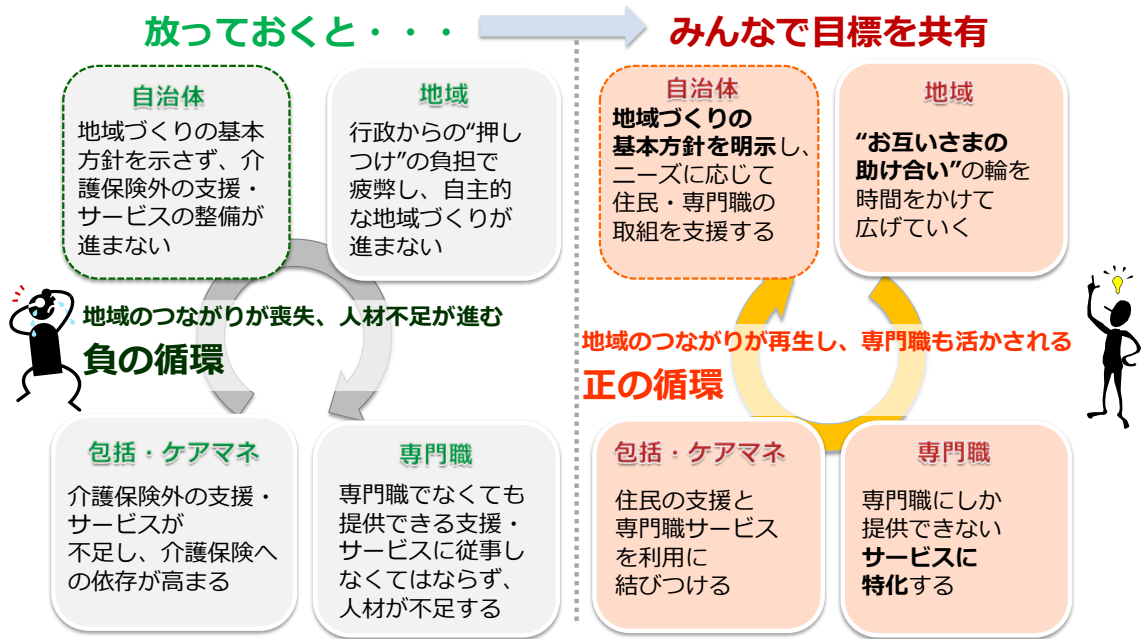 放っておくと・・・
みんなで目標を共有
自治体
地域づくりの基本
方針を示さず、介
護保険外の支援・
サービスの整備が
進まない
地域
行政からの“押し
つけ”の負担で
疲弊し、自主的
な地域づくりが
進まない
地域のつながりが喪失、人材不足が進む
負の循環
包括・ケアマネ
介護保険外の支援・
サービスが
不足し、介護保険へ
の依存が高まる
専門職
専門職でなくても
提供できる支援・
サービスに従事し
なくてはならず、
人材が不足する
自治体
地域づくりの
基本方針を明示し、
ニーズに応じて
住民・専門職の
取組を支援する
地域
“お互いさまの
助け合い”の輪を
時間をかけて
広げていく
地域のつながりが再生し、専門職も活かされる
正の循環
包括・ケアマネ
住民の支援と
専門職サービス
を利用に
結びつける
専門職
専門職にしか
提供できない
サービスに
特化する